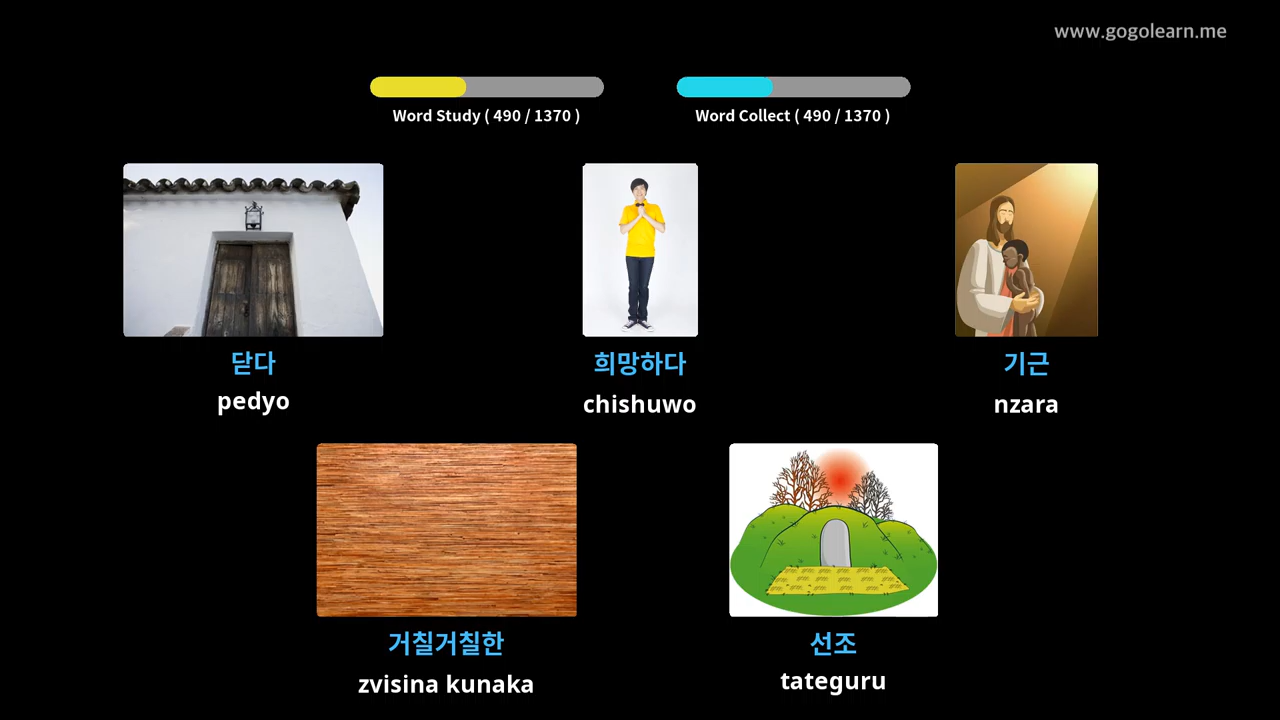 www.gogolearn.me
Word Study ( 490 / 1370 )
Word Collect ( 490 / 1370 )
닫다
pedyo
희망하다
chishuwo
기근
nzara
거칠거칠한
zvisina kunaka
선조
tateguru